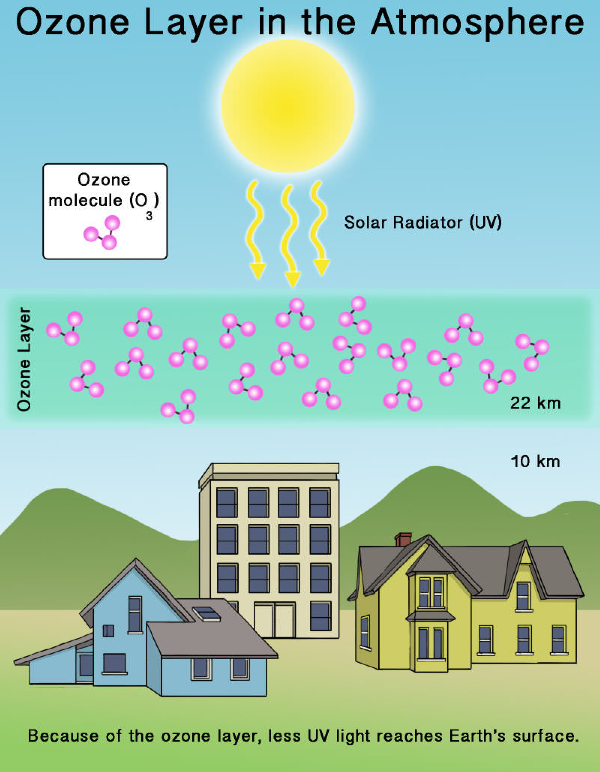 Ozone Layer in the Atmosphere
Ozone
molecule (O )
3
Solar Radiator (UV)
Ozone Layer
22 km
10 km
Because of the ozone layer, less UV light reaches Earth's surface.